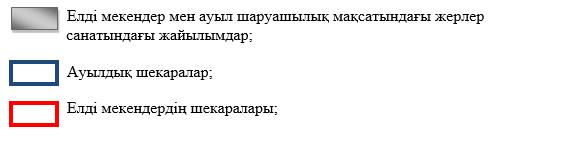 Елді мекендер мен ауыл шаруашылық мақсатындағы жерлер
санатындағы жайылымдар;
Ауылдық шекаралар;
Елді мекендердің шекаралары;